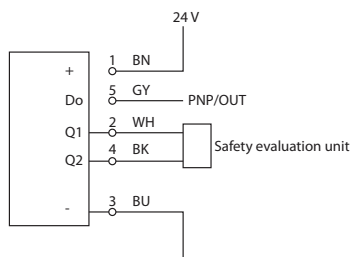 24 V
+ 1 BN
Do 5 GY PNP/OUT
Q1 2 WH
Q2 4 BK
Safety evaluation unit
- 3 BU